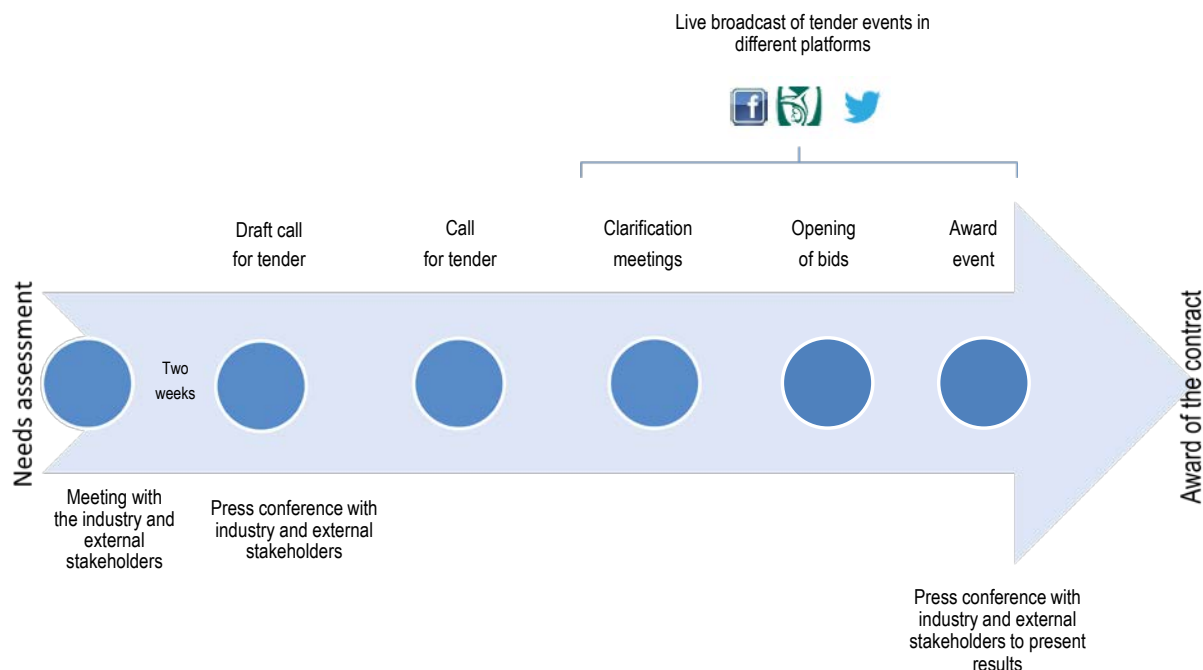 Live broadcast of tender events in
different platforms
f
Draft call
for tender
Call
for tender
Clarification
meetings
Opening
of bids
Award
event
Needs assessment
Two
weeks
Award of the contract
Meeting with
the industry and
external
stakeholders
Press conference with
industry and external
stakeholders
Press conference with
industry and external
stakeholders to present
results